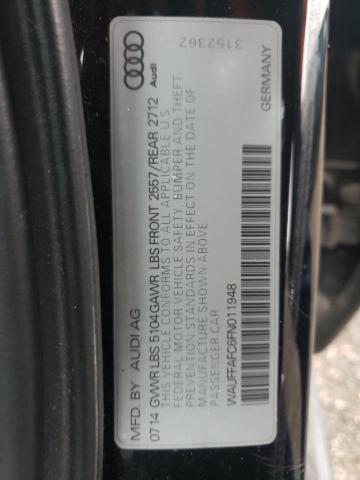 MFD. BY AUDI AG
07 14 GVWR LBS 5104 GAWR LBS FRONT 2557/REAR 2712
THIS VEHICLE CONFORMS TO ALL APPLICABLE U.S.
FEDERAL MOTOR VEHICLE SAFETY, BUMPER AND THEFT
PREVENTION STANDARDS IN EFFECT ON THE DATE OF
MANUFACTURE SHOWN ABOVE
PASSENGER CAR
WAUFFAFC6FN011948
Audi
3152362
GERMANY